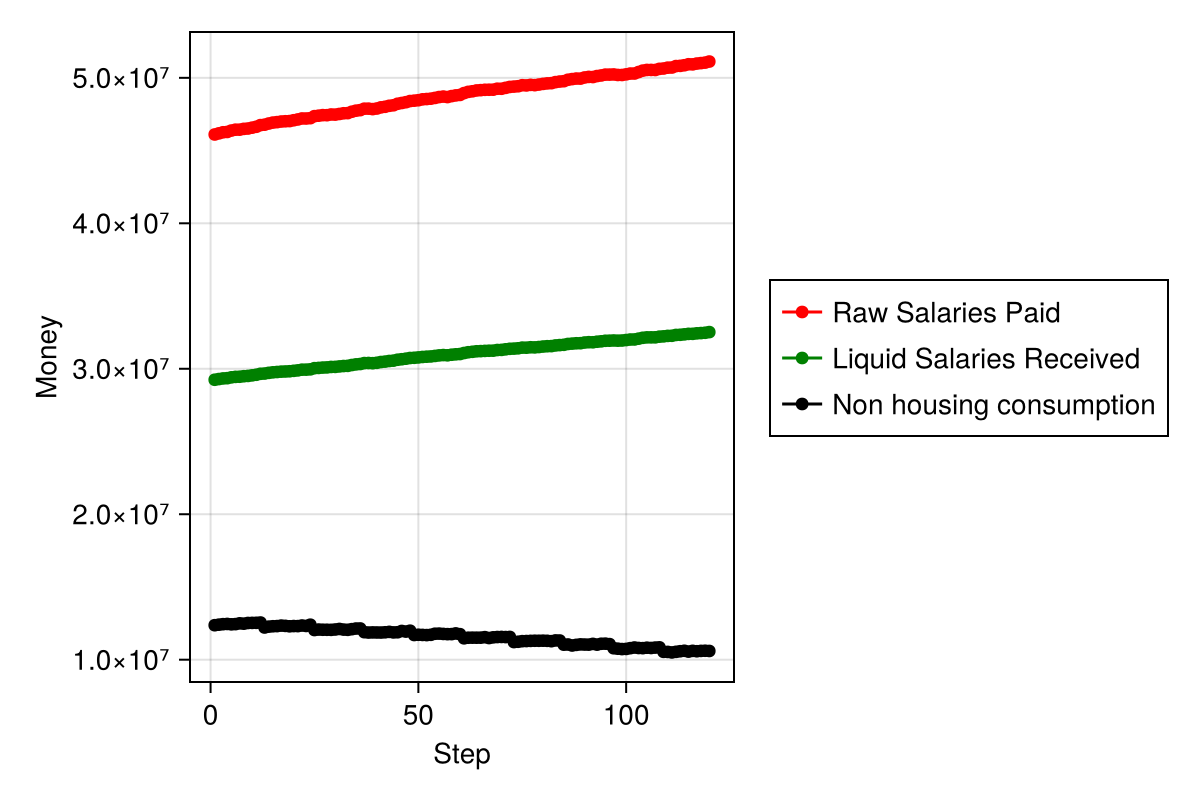 Money
5.0×10⁷
4.0×10⁷
3.0×10⁷
2.0×10⁷
1.0×10⁷
0
50
100
Step
Raw Salaries Paid
Liquid Salaries Received
Non housing consumption